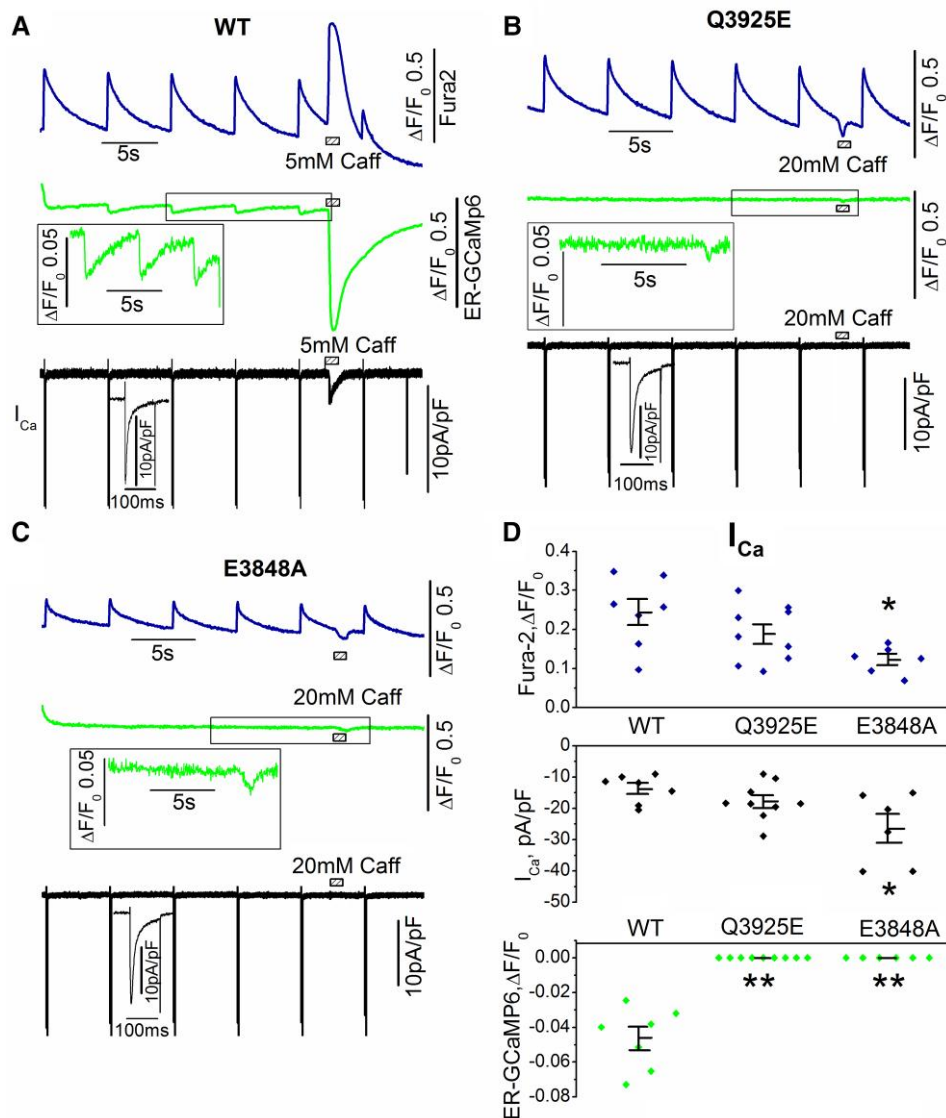 A
WT
ΔF/F0 0.5
Fura2
5s
5mM Caff
ΔF/F0 0.05
5s
ΔF/F0 0.5
ER-GCaMp6
5mM Caff
ICa
10pA/pF
100ms
10pA/pF
B
Q3925E
ΔF/F0 0.5
5s
20mM Caff
ΔF/F0 0.05
5s
ΔF/F0 0.5
20mM Caff
10pA/pF
100ms
10pA/pF
C
E3848A
ΔF/F0 0.5
5s
20mM Caff
ΔF/F0 0.05
5s
ΔF/F0 0.5
20mM Caff
10pA/pF
100ms
10pA/pF
D
ICa
Fura-2,ΔF/F0
0.4
0.3
0.2
0.1
0.0
*
WT Q3925E E3848A
ICa, pA/pF
0
-10
-20
-30
-40
-50
*
WT Q3925E E3848A
ER-GCaMP6,ΔF/F0
0.00
-0.02
-0.04
-0.06
-0.08
** **